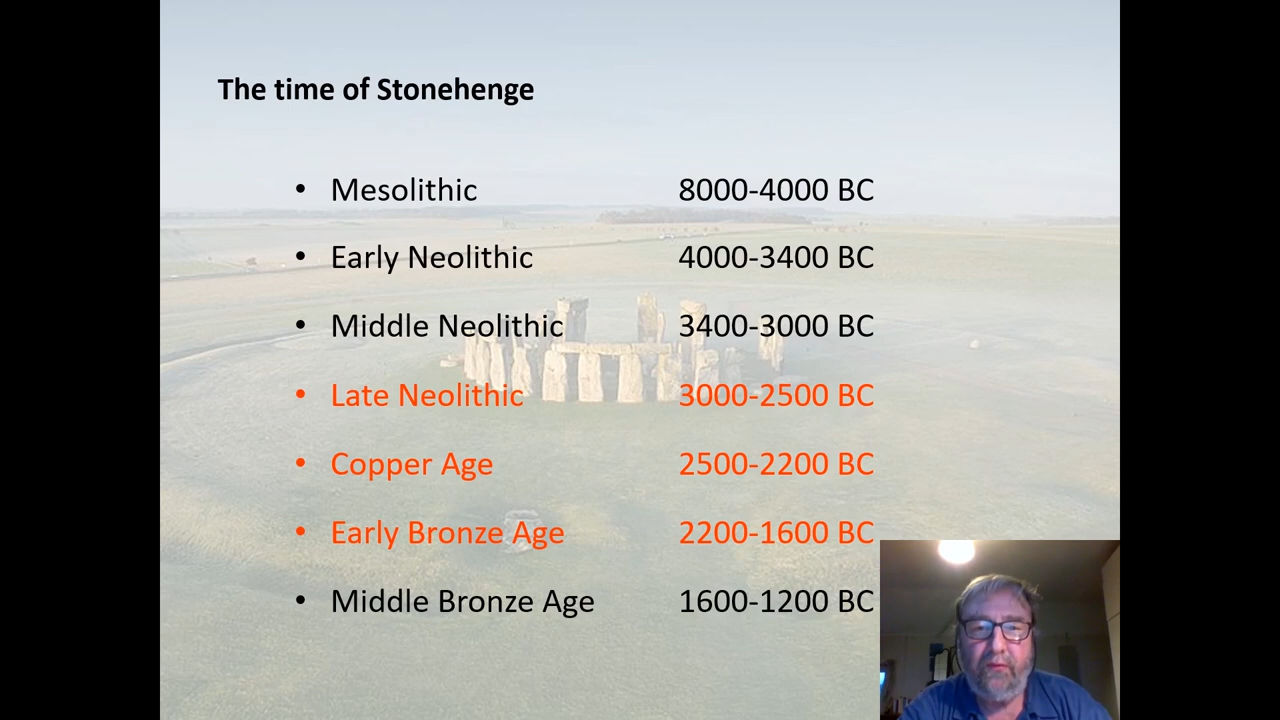 The time of Stonehenge
• Mesolithic 8000-4000 BC
• Early Neolithic 4000-3400 BC
• Middle Neolithic 3400-3000 BC
• Late Neolithic 3000-2500 BC
• Copper Age 2500-2200 BC
• Early Bronze Age 2200-1600 BC
• Middle Bronze Age 1600-1200 BC